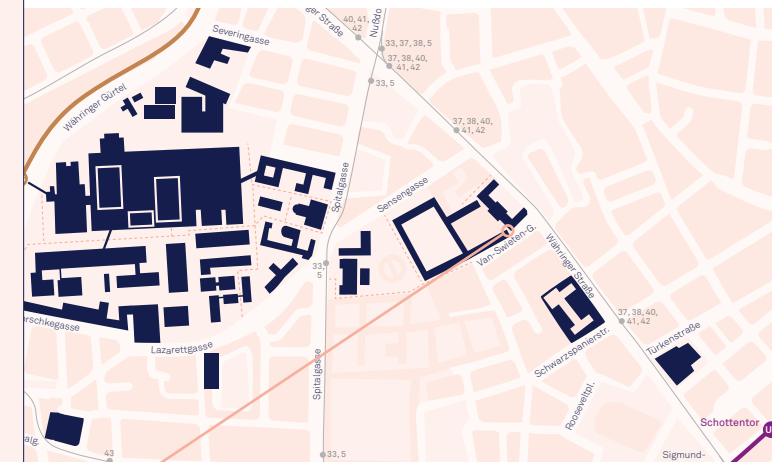 ger Straße
40, 41,
42
Nußdo
Severingasse
33, 37, 38, 5
37, 38, 40,
41, 42
33, 5
Währinger Gürtel
37, 38, 40,
41, 42
Spitalgasse
Sensengasse
Van-Swieten-G.
Währinger Straße
33,
5
37, 38, 40,
41, 42
rschkegasse
Lazarettgasse
Türkenstraße
Schwarzspanierstr.
Spitalgasse
Rooseveltpl.
Schottentor
U
alg.
43
33, 5
Sigmund-